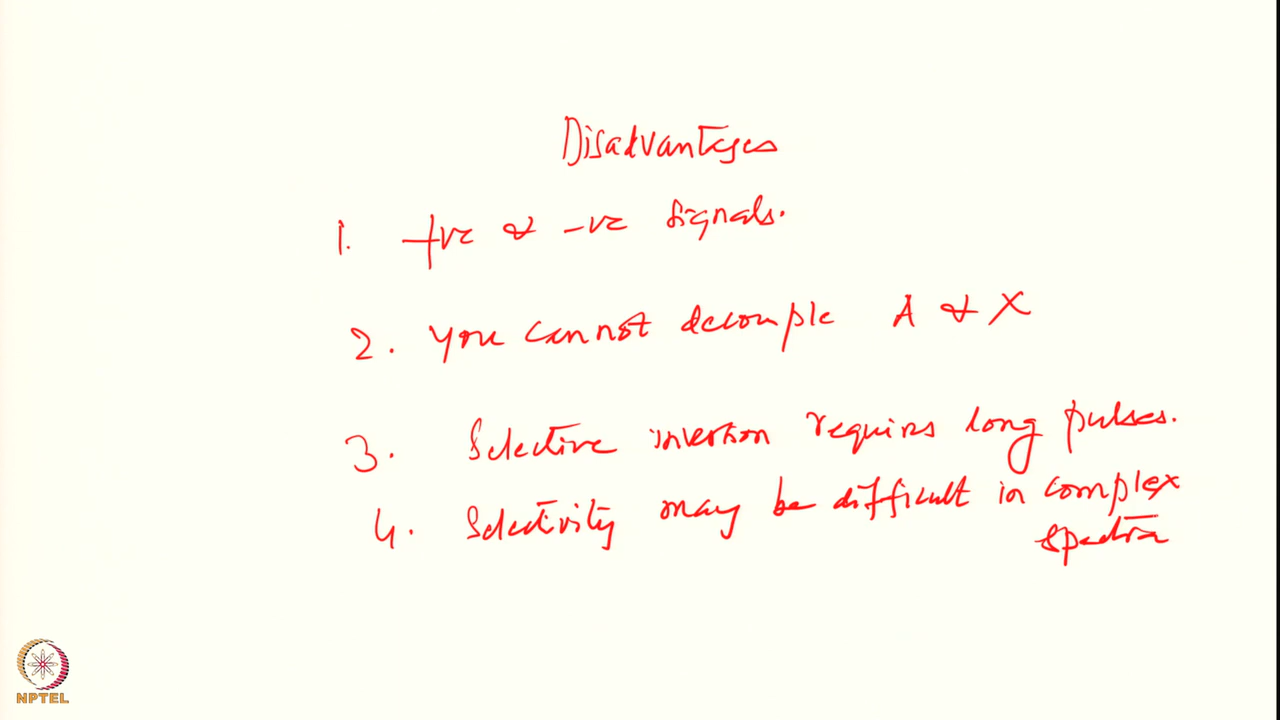 Disadvantages
1. +ve & -ve signals.
2. You cannot decouple A & X
3. Selective invertion requires long pulses.
4. Selectivity may be difficult in complex
spectra
NPTEL